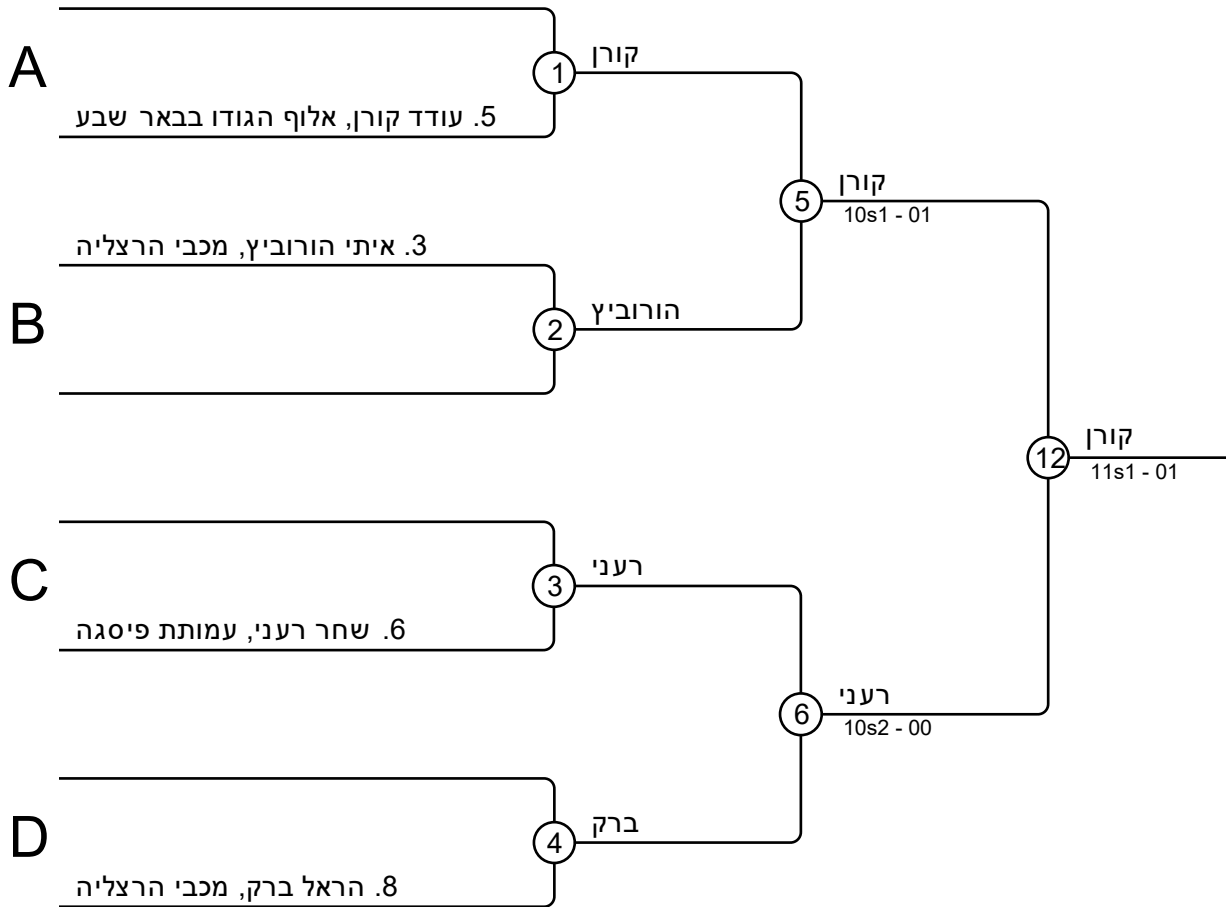 A
1
קורן
5. עודד קורן, אלוף הגודו בבאר שבע
5
קורן
10s1 - 01
3. איתי הורוביץ, מכבי הרצליה
B
2
הורוביץ
12
קורן
11s1 - 01
C
3
רעני
6. שחר רעני, עמותת פיסגה
6
רעני
10s2 - 00
D
4
ברק
8. הראל ברק, מכבי הרצליה